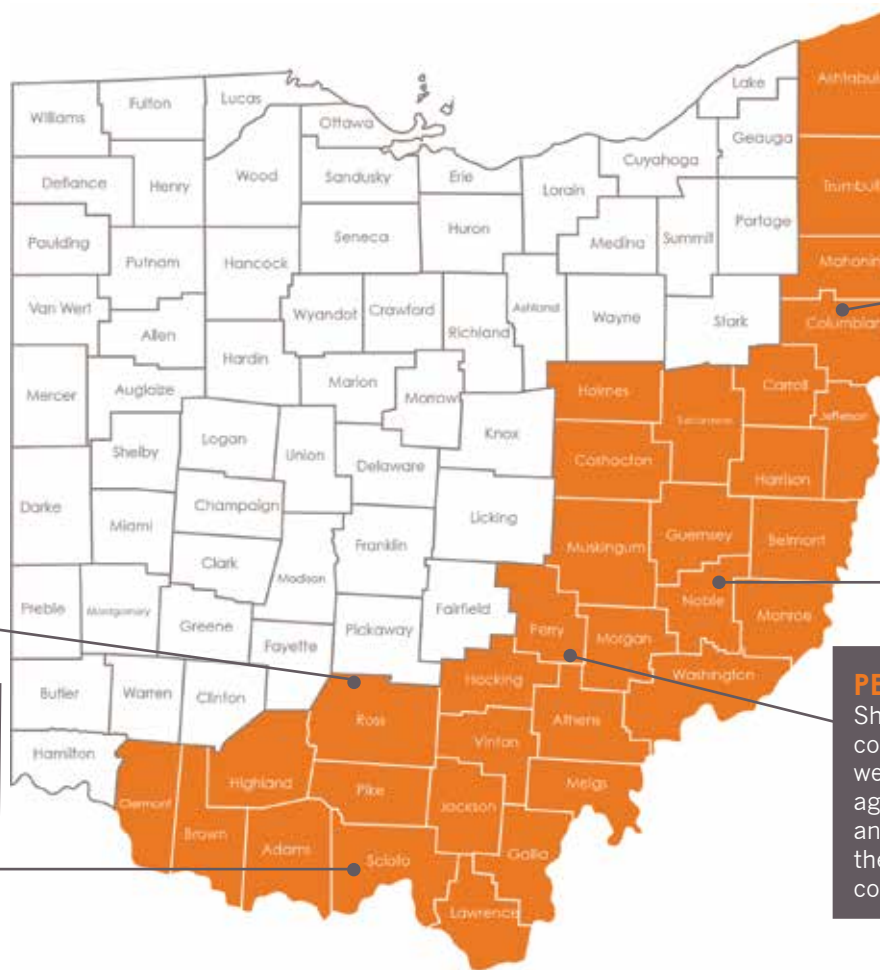 Lake
Ashtabul
Williams
Fulton
Lucas
Ottawa
Geauga
Cuyahoga
Defiance
Henry
Wood
Sandusky
Erie
Lorain
Trumbull
Portage
Paulding
Putnam
Hancock
Seneca
Huron
Medina
Summit
Mahonin
Van Wert
Allen
Wyandot
Crawford
Richland
Ashland
Wayne
Stark
Columbian
Hardin
Mercer
Auglaize
Marion
Morrow
Holmes
Tuscarawas
Carroll
Jefferson
Knox
Shelby
Logan
Union
Delaware
Coshocton
Harrison
Darke
Miami
Champaign
Licking
Franklin
Muskingum
Guernsey
Belmont
Clark
Madison
Preble
Montgomery
Greene
Fayette
Pickaway
Fairfield
Perry
Morgan
Noble
Monroe
Washington
Butler
Warren
Clinton
Hocking
Ross
Athens
Hamilton
Vinton
Highland
Pike
Meigs
Clermont
Jackson
Brown
Adams
Scioto
Gallia
Lawrence
PE
Sh
co
we
ag
an
the
co